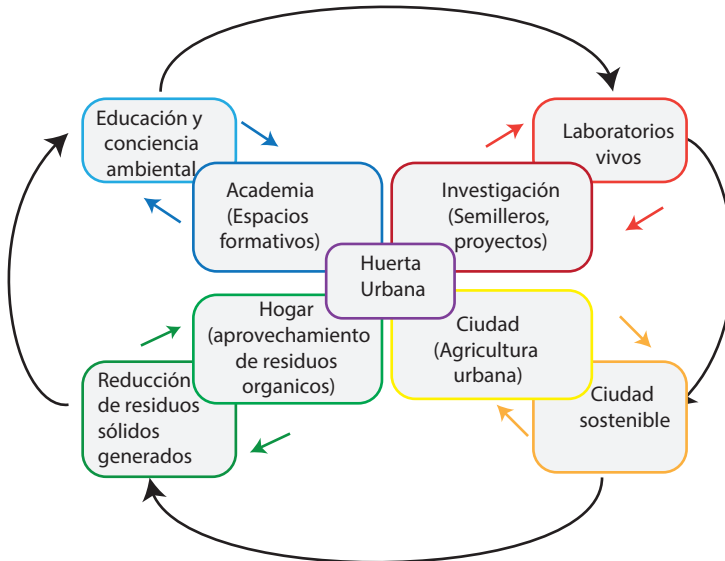 Educación y
conciencia
ambiental
Academia
(Espacios
formativos)
Investigación
(Semilleros,
proyectos)
Laboratorios
vivos
Huerta
Urbana
Hogar
(aprovechamiento
de residuos
organicos)
Ciudad
(Agricultura
urbana)
Reducción
de residuos
sólidos
generados
Ciudad
sostenible